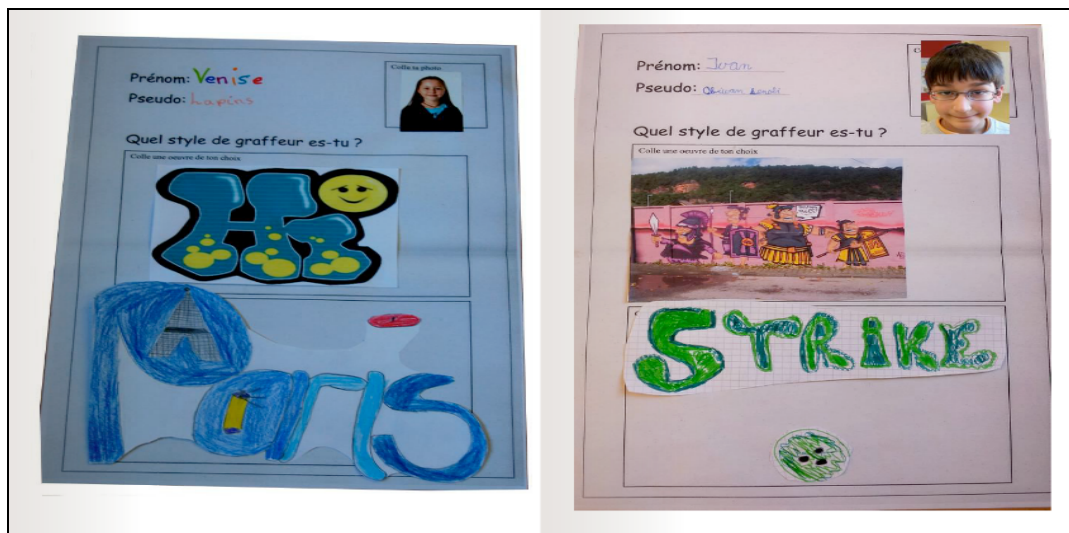 Prénom: Venise
Colle ta photo
Pseudo: Lapins
Quel style de graffeur es-tu ?
Colle une oeuvre de ton choix
Hi
Paris
Prénom: Ivan
Pseudo:
Quel style de graffeur es-tu ?
Colle une oeuvre de ton choix
STRiKE